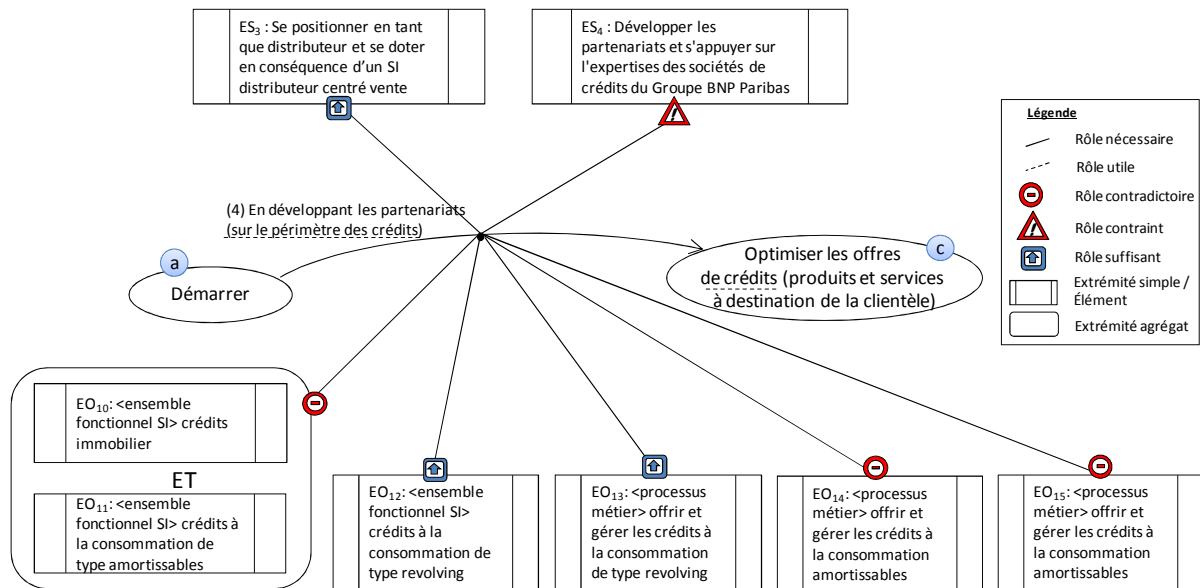 ES3 : Se positionner en tant
que distributeur et se doter
en conséquence d'un SI
distributeur centré vente
ES4 : Développer les
partenariats et s'appuyer sur
l'expertises des sociétés de
crédits du Groupe BNP Paribas
Légende
Rôle nécessaire
Rôle utile
Rôle contradictoire
Rôle contraint
Rôle suffisant
Extrémité simple /
Élément
Extrémité agrégat
(4) En développant les partenariats
(sur le périmètre des crédits)
a
Démarrer
c
Optimiser les offres
de crédits (produits et services
à destination de la clientèle)
EO10: <ensemble
fonctionnel SI> crédits
immobilier
ET
EO11: <ensemble
fonctionnel SI> crédits à
la consommation de
type amortissables
EO12: <ensemble
fonctionnel SI>
crédits à la
consommation de
type revolving
EO13: <processus
métier> offrir et
gérer les crédits à
la consommation
de type revolving
EO14: <processus
métier> offrir et
gérer les crédits à
la consommation
amortissables
EO15: <processus
métier> offrir et
gérer les crédits à
la consommation
amortissables